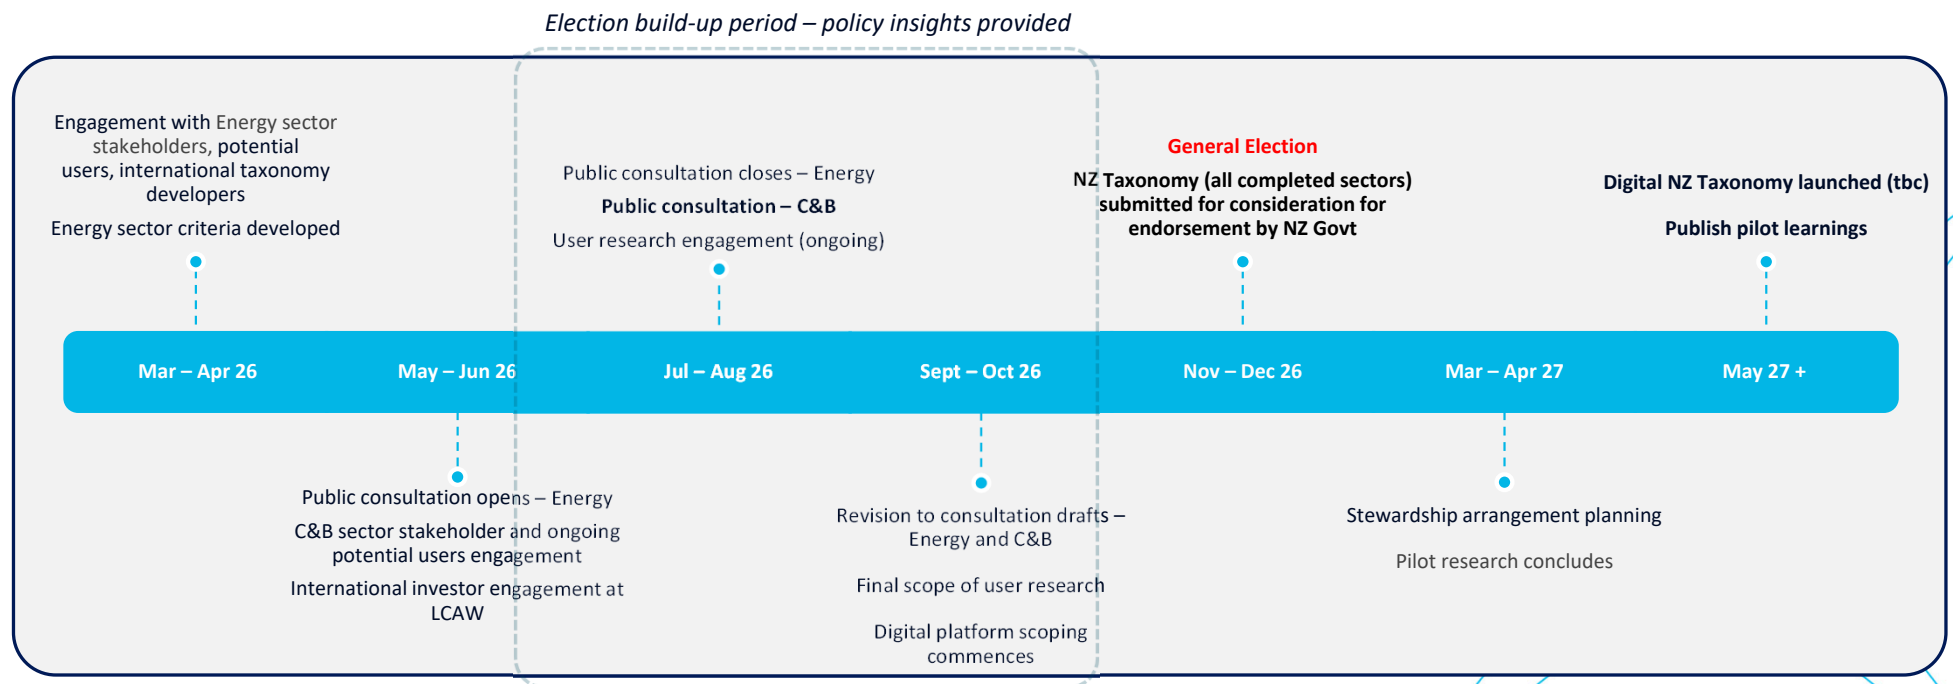 Election build-up period – policy insights provided
Engagement with Energy sector
stakeholders, potential
users, international taxonomy
developers
Energy sector criteria developed
Public consultation closes – Energy
Public consultation – C&B
User research engagement (ongoing)
General Election
NZ Taxonomy (all completed sectors)
submitted for consideration for
endorsement by NZ Govt
Digital NZ Taxonomy launched (tbc)
Publish pilot learnings
Mar – Apr 26
May – Jun 26
Jul – Aug 26
Sept – Oct 26
Nov – Dec 26
Mar – Apr 27
May 27 +
Public consultation opens – Energy
C&B sector stakeholder and ongoing
potential users engagement
International investor engagement at
LCAW
Revision to consultation drafts –
Energy and C&B
Final scope of user research
Digital platform scoping
commences
Stewardship arrangement planning
Pilot research concludes